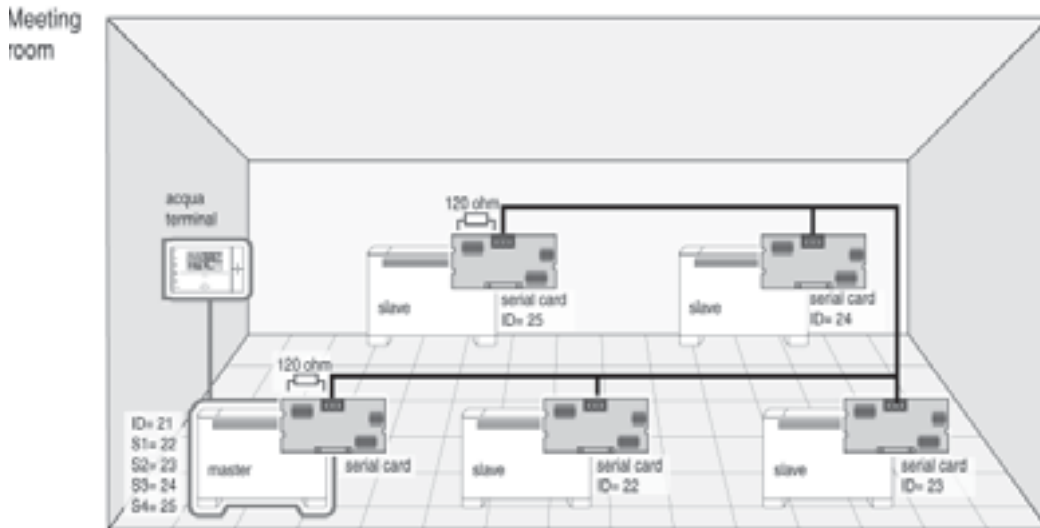 Meeting
room
acqua
terminal
120 ohm
slave
serial card
ID= 25
slave
serial card
ID= 24
120 ohm
ID= 21
S1= 22
S2= 23
S3= 24
S4= 25
master
serial card
slave
serial card
ID= 22
slave
serial card
ID= 23